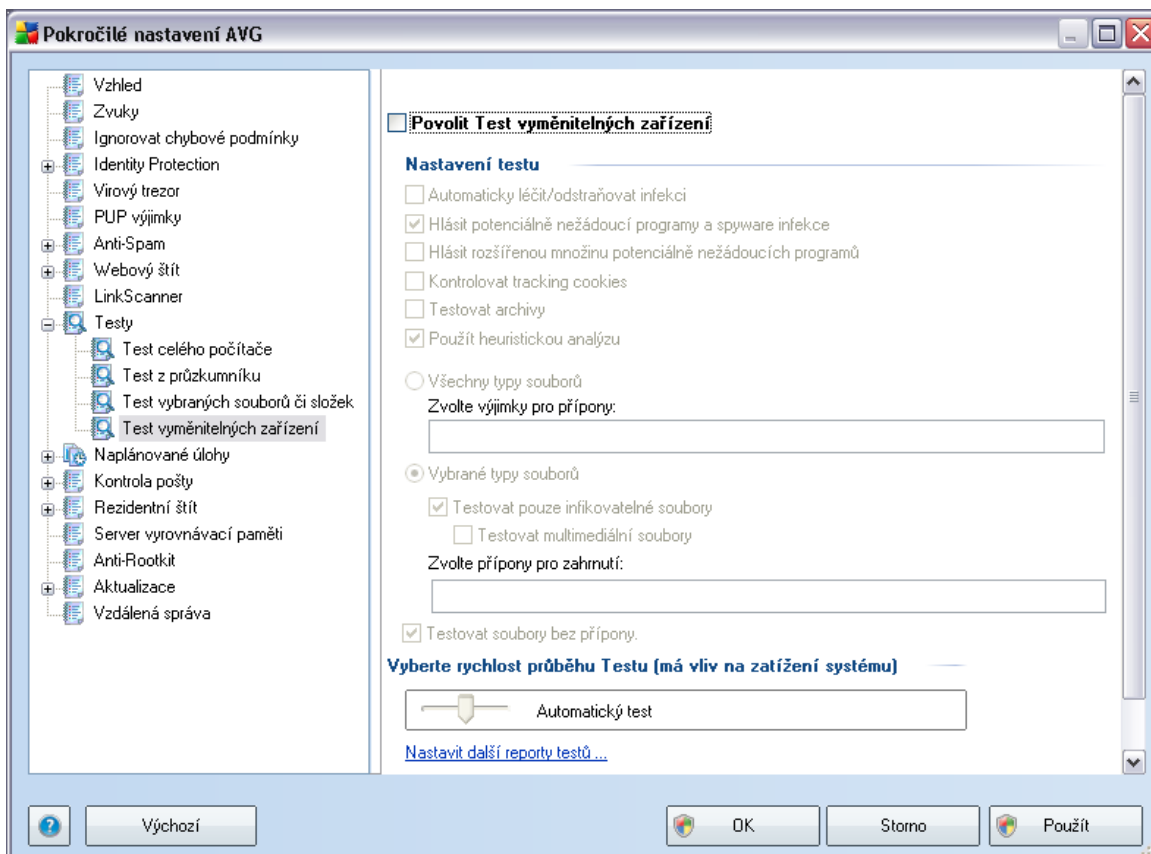 Pokročilé nastavení AVG
Vzhled
Zvuky
Ignorovat chybové podmínky
Identity Protection
Virový trezor
PUP výjimky
Anti-Spam
Webový štít
LinkScanner
Testy
Test celého počítače
Test z průzkumníku
Test vybraných souborů či složek
Test vyměnitelných zařízení
Naplánované úlohy
Kontrola pošty
Rezidentní štít
Server vyrovnávací paměti
Anti-Rootkit
Aktualizace
Vzdálená správa
Povolit Test vyměnitelných zařízení
Nastavení testu
Automaticky léčit/odstraňovat infekci
Hlásit potenciálně nežádoucí programy a spyware infekce
Hlásit rozšířenou množinu potenciálně nežádoucích programů
Kontrolovat tracking cookies
Testovat archivy
Použít heuristickou analýzu
Všechny typy souborů
Zvolte výjimky pro přípony:
Vybrané typy souborů
Testovat pouze infikovatelné soubory
Testovat multimediální soubory
Zvolte přípony pro zahrnutí:
Testovat soubory bez přípony.
Vyberte rychlost průběhu Testu (má vliv na zatížení systému)
Automatický test
Nastavit další reporty testů ...
Výchozí
OK
Storno
Použít